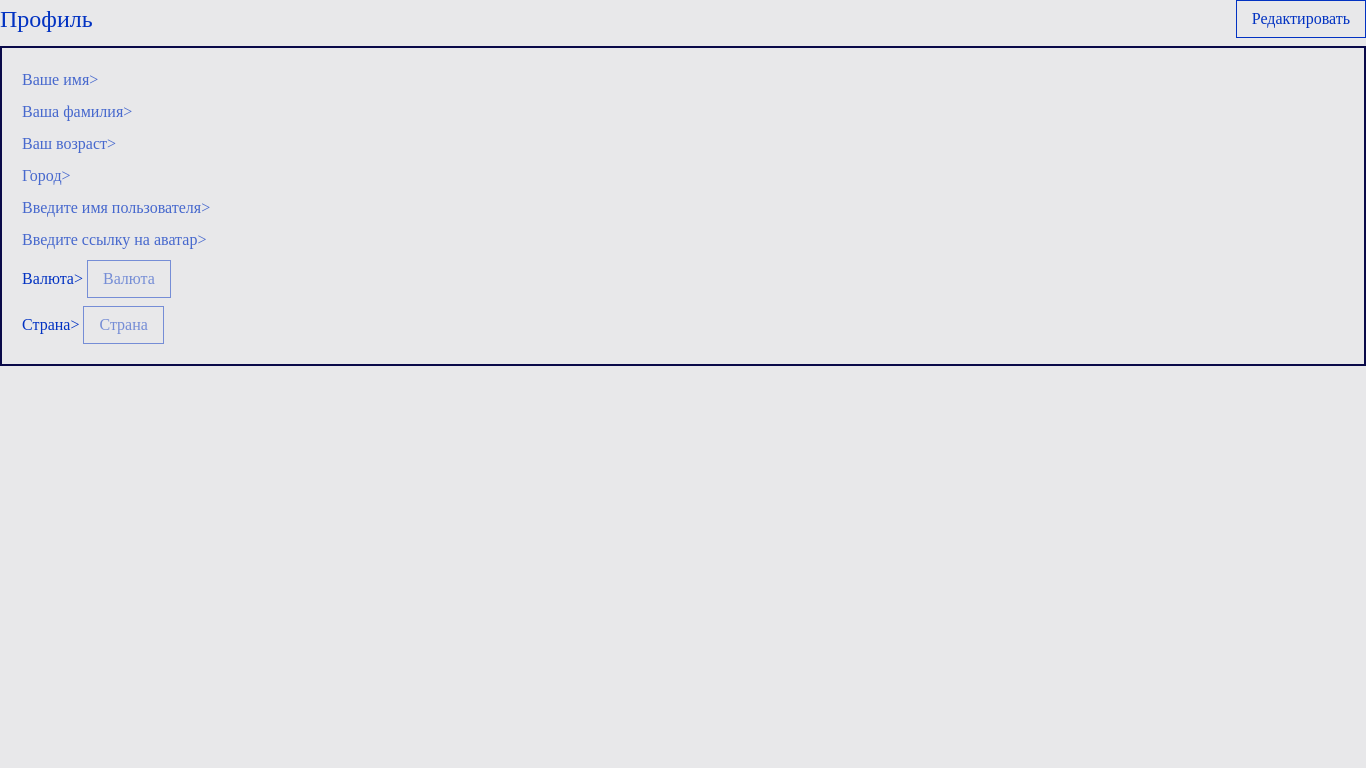 Профиль
Редактировать
Ваше имя>
Ваша фамилия>
Ваш возраст>
Город>
Введите имя пользователя>
Введите ссылку на аватар>
Валюта> Валюта
Страна> Страна